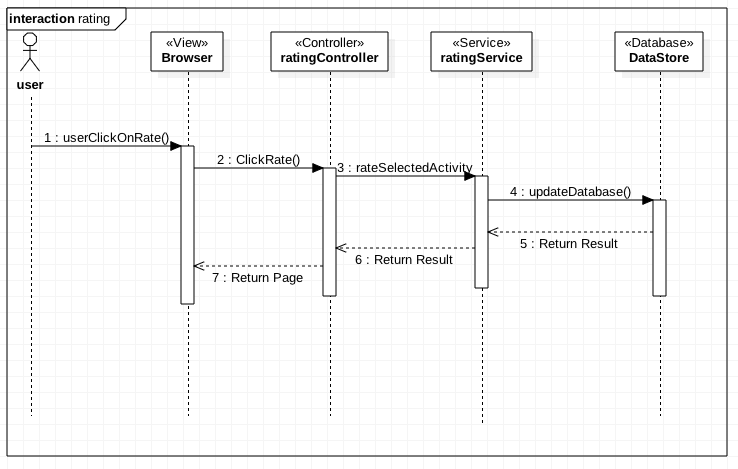 interaction rating
user
«View»
Browser
«Controller»
ratingController
«Service»
ratingService
«Database»
DataStore
1 : userClickOnRate()
2 : ClickRate()
3 : rateSelectedActivity
4 : updateDatabase()
5 : Return Result
6 : Return Result
7 : Return Page